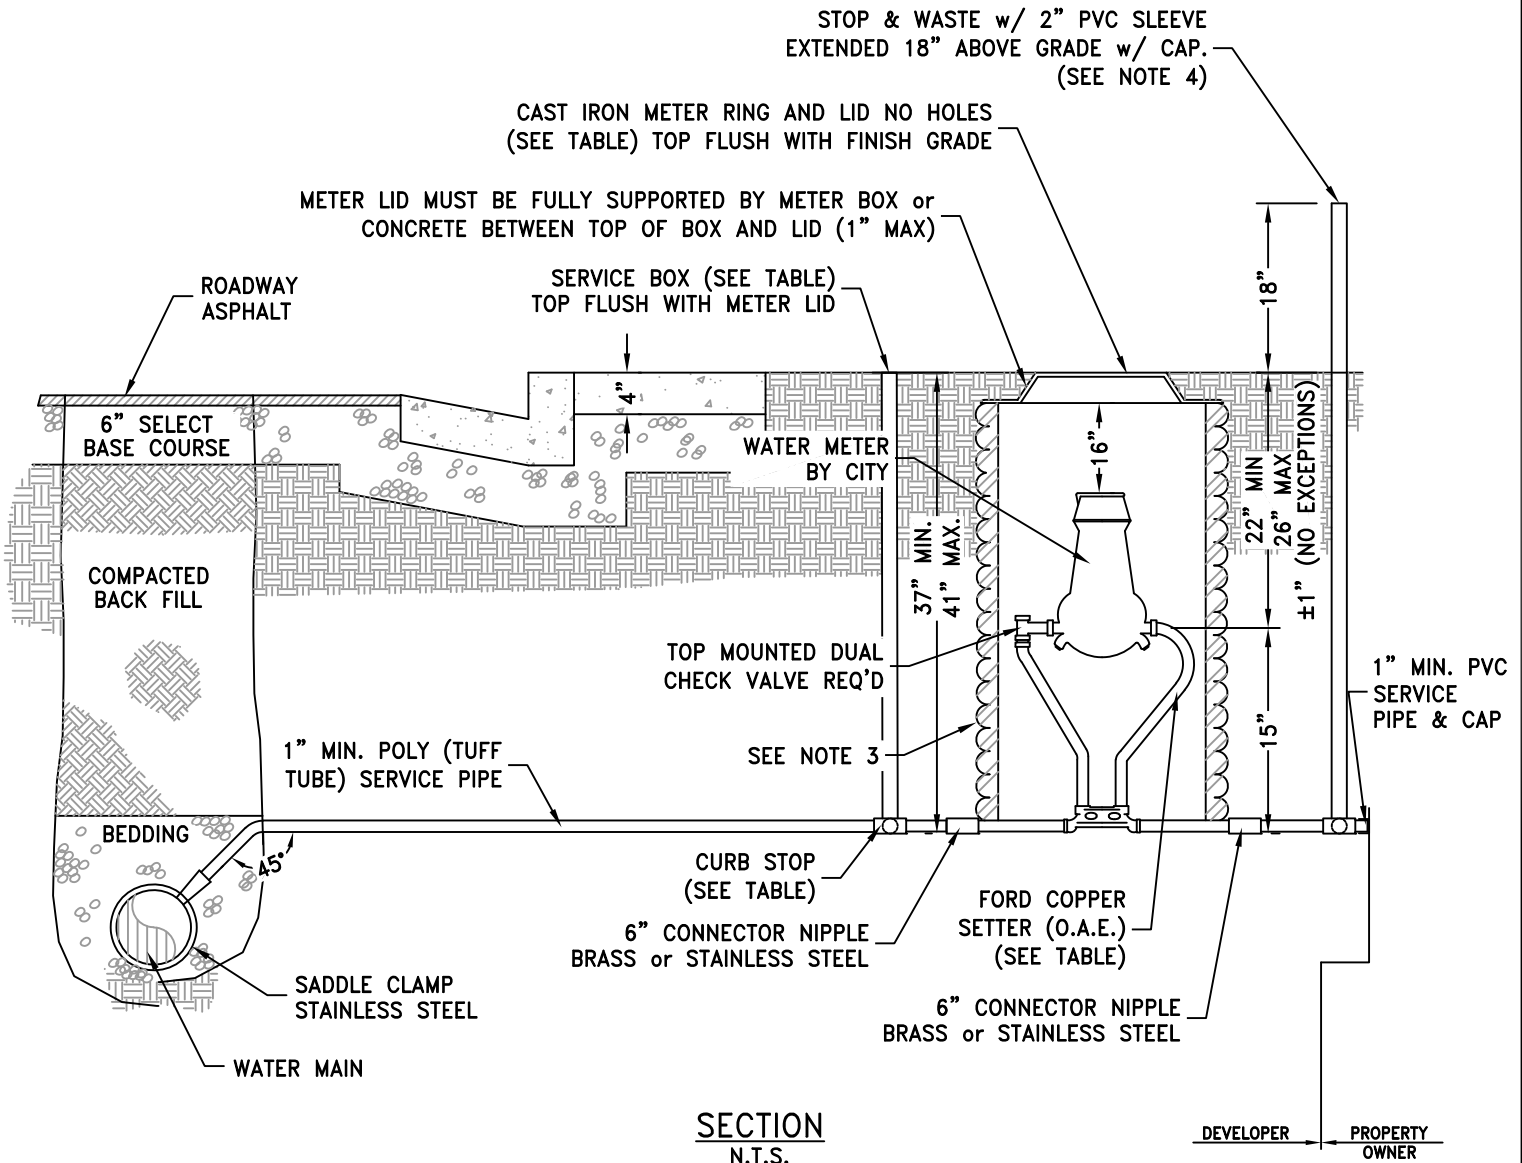 STOP & WASTE w/ 2" PVC SLEEVE
EXTENDED 18" ABOVE GRADE w/ CAP.
(SEE NOTE 4)
CAST IRON METER RING AND LID NO HOLES
(SEE TABLE) TOP FLUSH WITH FINISH GRADE
METER LID MUST BE FULLY SUPPORTED BY METER BOX or
CONCRETE BETWEEN TOP OF BOX AND LID (1" MAX)
SERVICE BOX (SEE TABLE)
TOP FLUSH WITH METER LID
ROADWAY
ASPHALT
18"
4"
6" SELECT
BASE COURSE
WATER METER
BY CITY
16"
22" MIN
26" MAX
±1" (NO EXCEPTIONS)
37" MIN.
41" MAX.
COMPACTED
BACK FILL
TOP MOUNTED DUAL
CHECK VALVE REQ'D
1" MIN. PVC
SERVICE
PIPE & CAP
15"
SEE NOTE 3
1" MIN. POLY (TUFF
TUBE) SERVICE PIPE
BEDDING
45°
CURB STOP
(SEE TABLE)
FORD COPPER
SETTER (O.A.E.)
(SEE TABLE)
6" CONNECTOR NIPPLE
BRASS or STAINLESS STEEL
SADDLE CLAMP
STAINLESS STEEL
6" CONNECTOR NIPPLE
BRASS or STAINLESS STEEL
WATER MAIN
SECTION
N.T.S.
DEVELOPER
PROPERTY
OWNER